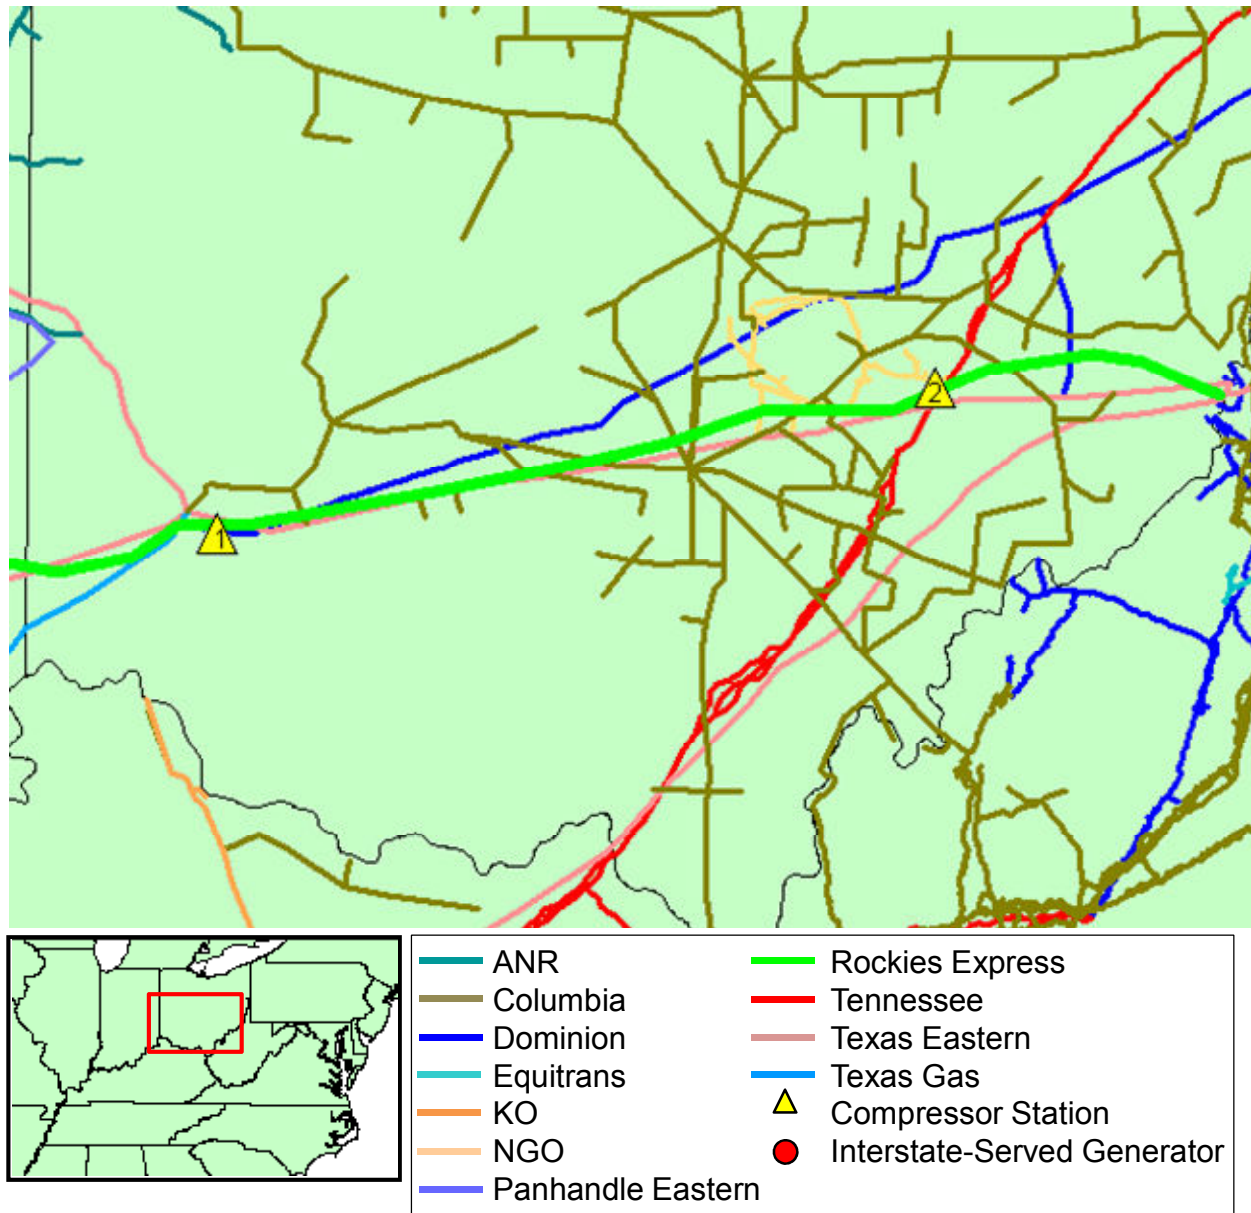 1
2
ANR
Columbia
Dominion
Equitrans
KO
NGO
Panhandle Eastern
Rockies Express
Tennessee
Texas Eastern
Texas Gas
Compressor Station
Interstate-Served Generator